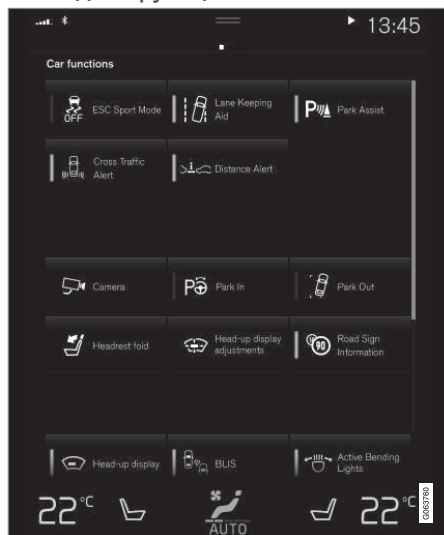 13:45
Car functions
OFF
ESC Sport Mode
Lane Keeping
Aid
P
Park Assist
Cross Traffic
Alert
Distance Alert
Camera
P
Park In
Park Out
Headrest fold
Head-up display
adjustments
90
Road Sign
Information
Head-up display
BLIS
Active Bending
Lights
22°C
AUTO
22°C
G063760